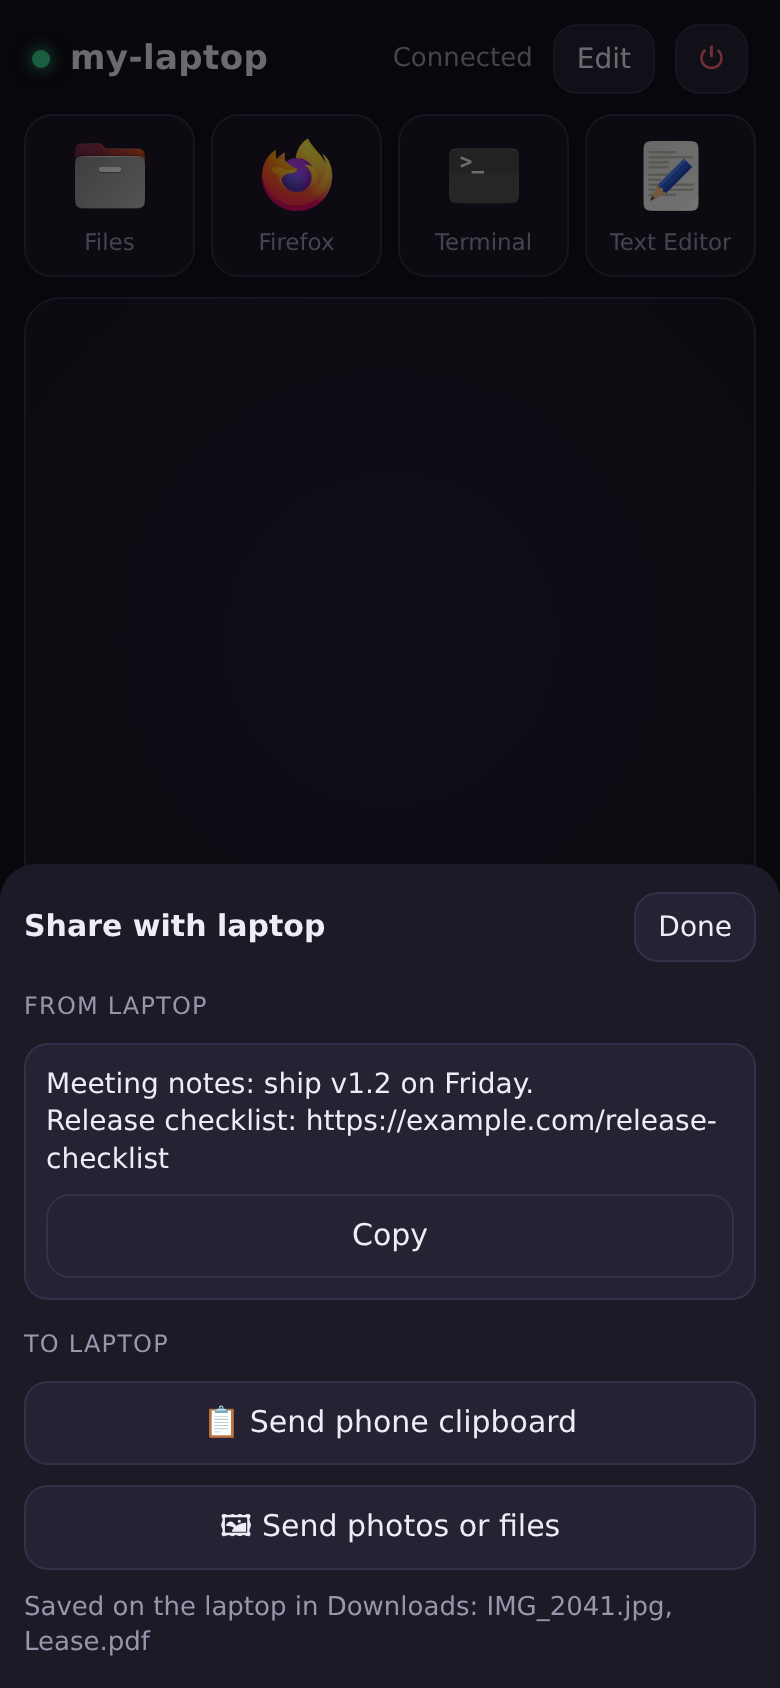 my-laptop
Connected
Edit
Files
Firefox
>_
Terminal
Text Editor
Share with laptop
Done
FROM LAPTOP
Meeting notes: ship v1.2 on Friday.
Release checklist: https://example.com/release-
checklist
Copy
TO LAPTOP
📋 Send phone clipboard
🖼 Send photos or files
Saved on the laptop in Downloads: IMG_2041.jpg,
Lease.pdf